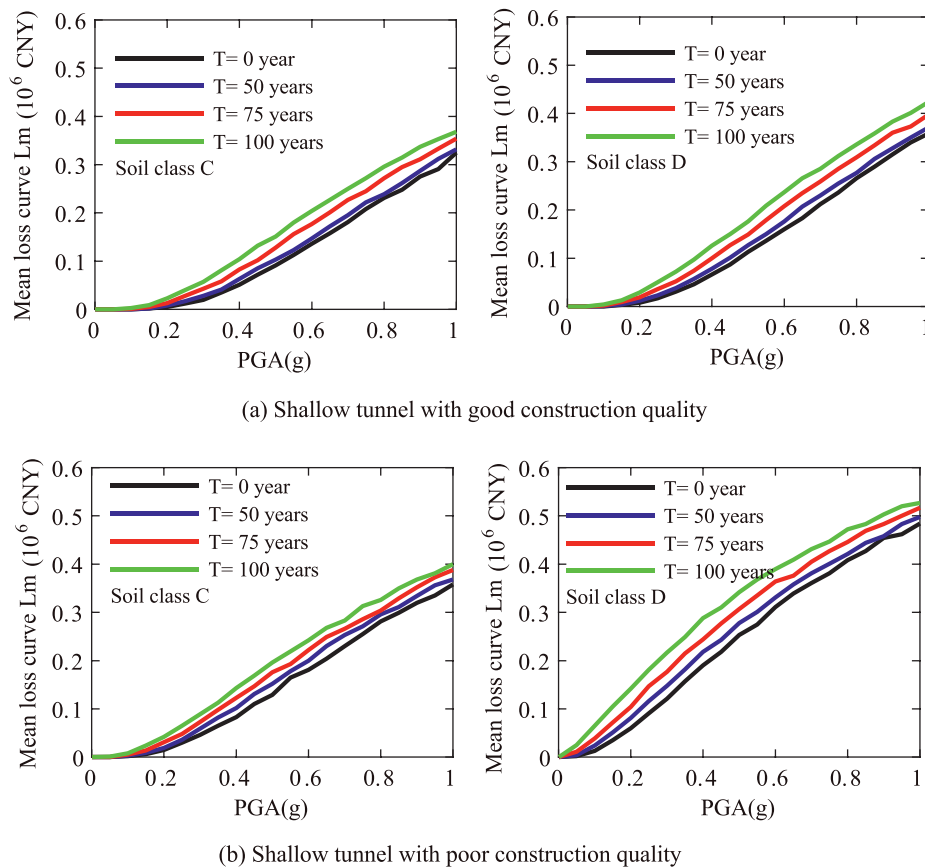 0.6
0.5
0.4
0.3
0.2
0.1
0
Mean loss curve Lm (10⁶ CNY)
T= 0 year
T= 50 years
T= 75 years
T= 100 years
Soil class C
0 0.2 0.4 0.6 0.8 1
PGA(g)
0.6
0.5
0.4
0.3
0.2
0.1
0
Mean loss curve Lm (10⁶ CNY)
T= 0 year
T= 50 years
T= 75 years
T= 100 years
Soil class D
0 0.2 0.4 0.6 0.8 1
PGA(g)
(a) Shallow tunnel with good construction quality
0.6
0.5
0.4
0.3
0.2
0.1
0
Mean loss curve Lm (10⁶ CNY)
T= 0 year
T= 50 years
T= 75 years
T= 100 years
Soil class C
0 0.2 0.4 0.6 0.8 1
PGA(g)
0.6
0.5
0.4
0.3
0.2
0.1
0
Mean loss curve Lm (10⁶ CNY)
T= 0 year
T= 50 years
T= 75 years
T= 100 years
Soil class D
0 0.2 0.4 0.6 0.8 1
PGA(g)
(b) Shallow tunnel with poor construction quality